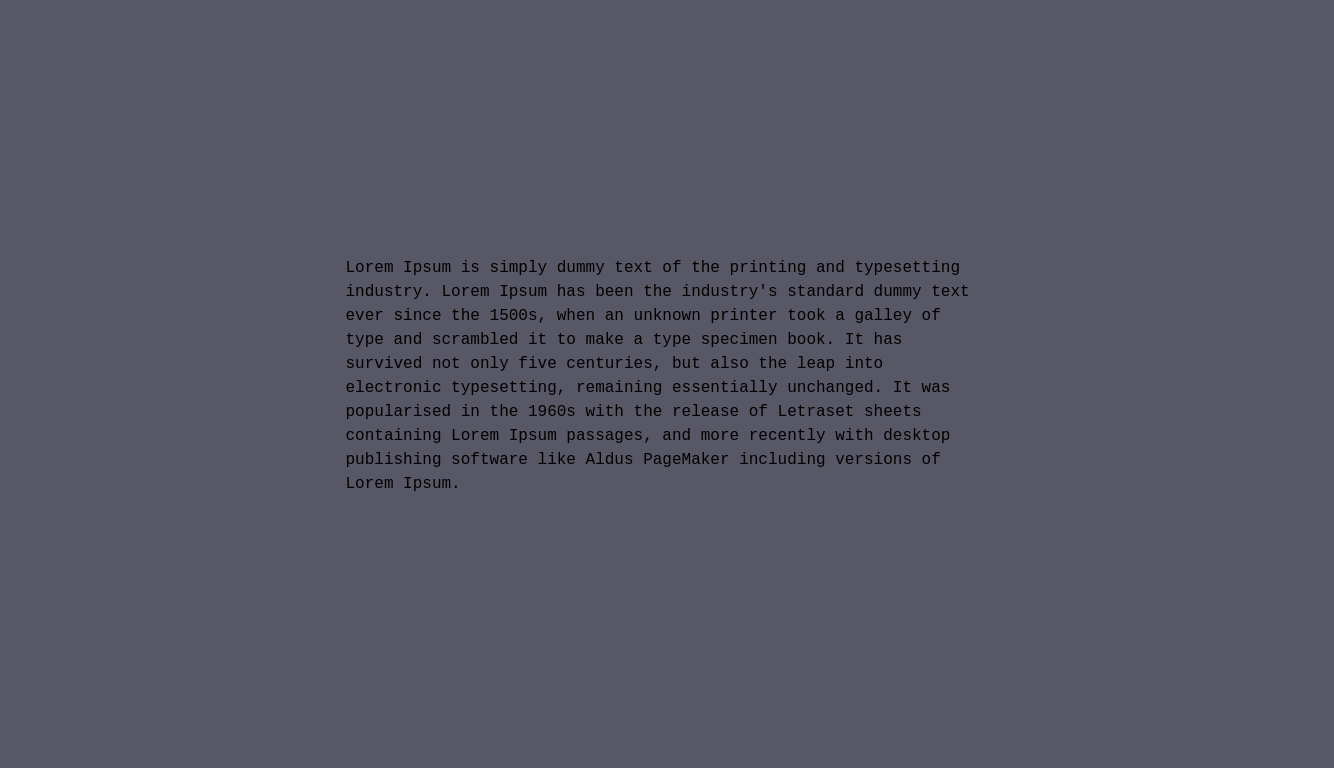 Lorem Ipsum is simply dummy text of the printing and typesetting
industry. Lorem Ipsum has been the industry's standard dummy text
ever since the 1500s, when an unknown printer took a galley of
type and scrambled it to make a type specimen book. It has
survived not only five centuries, but also the leap into
electronic typesetting, remaining essentially unchanged. It was
popularised in the 1960s with the release of Letraset sheets
containing Lorem Ipsum passages, and more recently with desktop
publishing software like Aldus PageMaker including versions of
Lorem Ipsum.